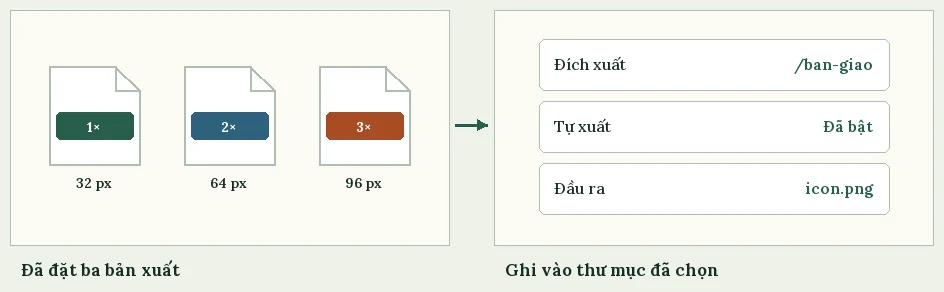 1×
2×
3×
32 px
64 px
96 px
Đã đặt ba bản xuất
Đích xuất
/ban-giao
Tự xuất
Đã bật
Đầu ra
icon.png
Ghi vào thư mục đã chọn